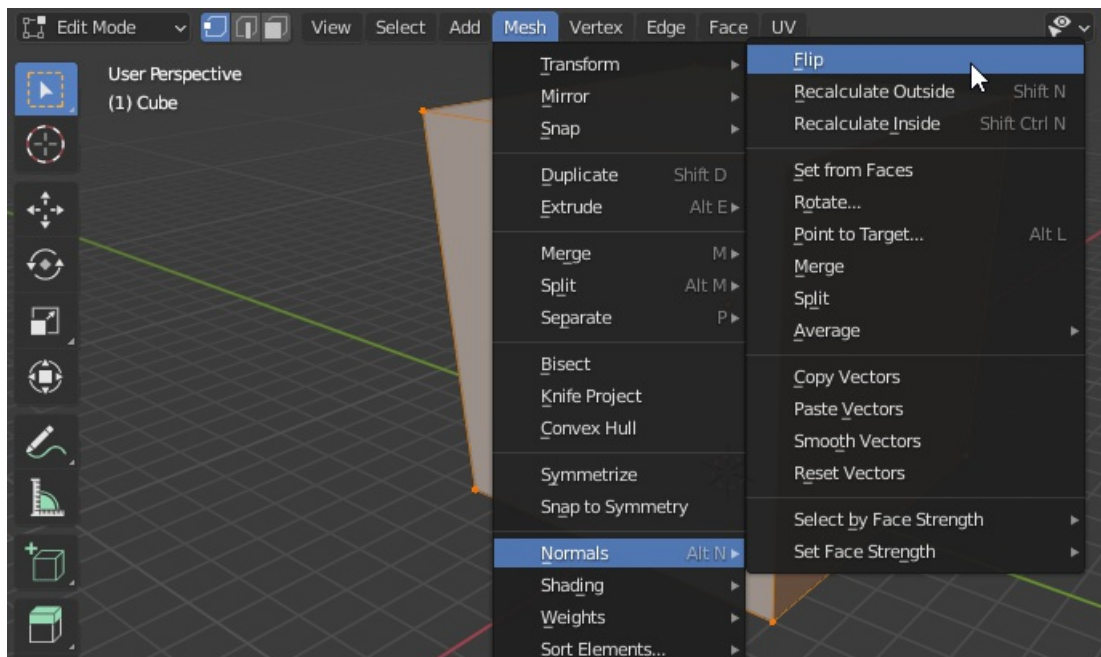 Edit Mode View Select Add Mesh Vertex Edge Face UV
User Perspective
(1) Cube
Transform
Mirror
Snap
Duplicate Shift D
Extrude Alt E
Merge M
Split Alt M
Separate P
Bisect
Knife Project
Convex Hull
Symmetrize
Snap to Symmetry
Normals Alt N
Shading
Weights
Sort Elements...
Flip
Recalculate Outside Shift N
Recalculate Inside Shift Ctrl N
Set from Faces
Rotate...
Point to Target... Alt L
Merge
Split
Average
Copy Vectors
Paste Vectors
Smooth Vectors
Reset Vectors
Select by Face Strength
Set Face Strength